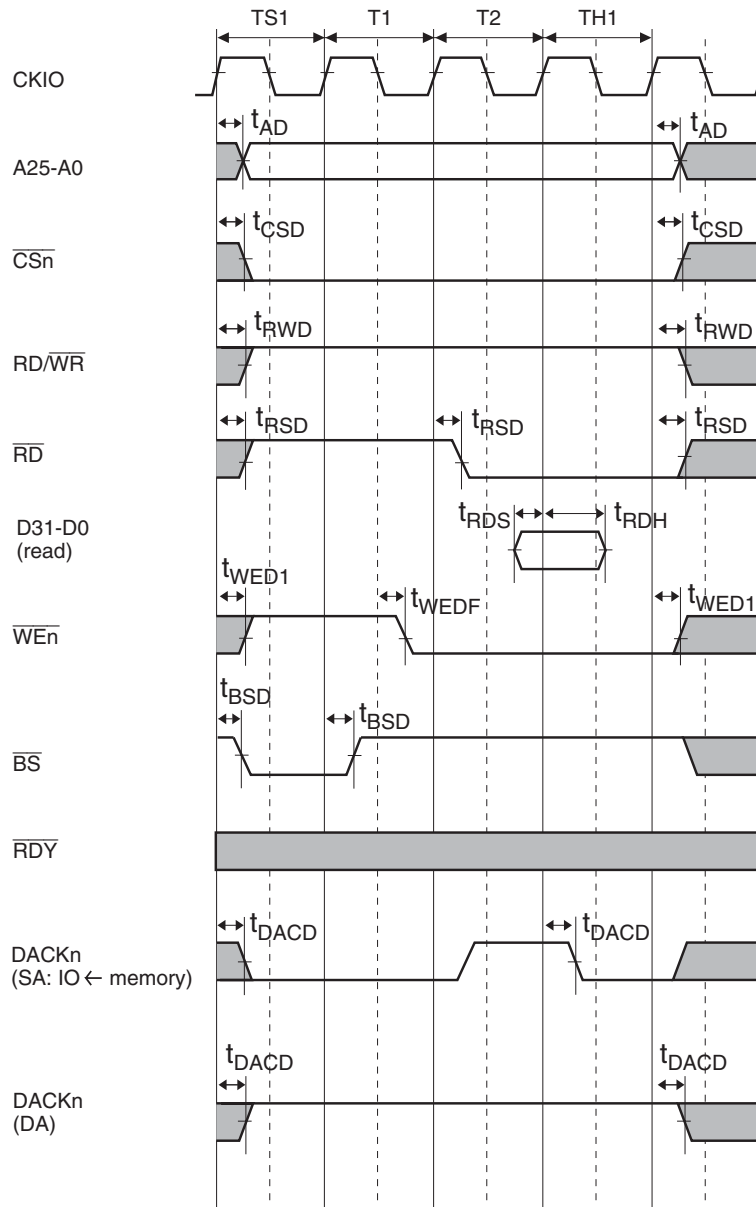 TS1 T1 T2 TH1
CKIO
tAD tAD
A25-A0
tCSD tCSD
CSn
tRWD tRWD
RD/WR
tRSD tRSD tRSD
RD
D31-D0
(read)
tRDS tRDH
tWED1 tWEDF tWED1
WEn
tBSD tBSD
BS
RDY
tDACD tDACD
DACKn
(SA: IO ← memory)
tDACD tDACD
DACKn
(DA)